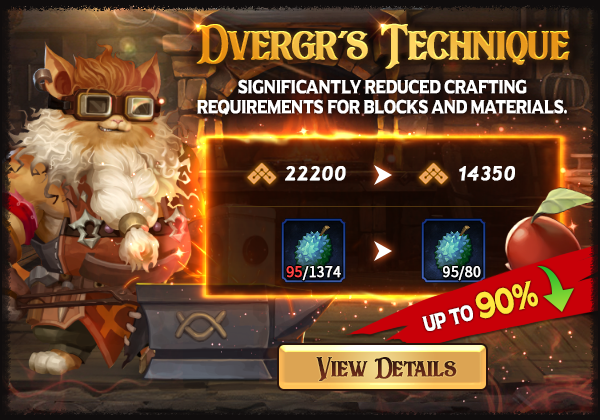 DVERGR'S TECHNIQUE
SIGNIFICANTLY REDUCED CRAFTING
REQUIREMENTS FOR BLOCKS AND MATERIALS.
22200 14350
95/1374 95/80
UP TO 90%
VIEW DETAILS